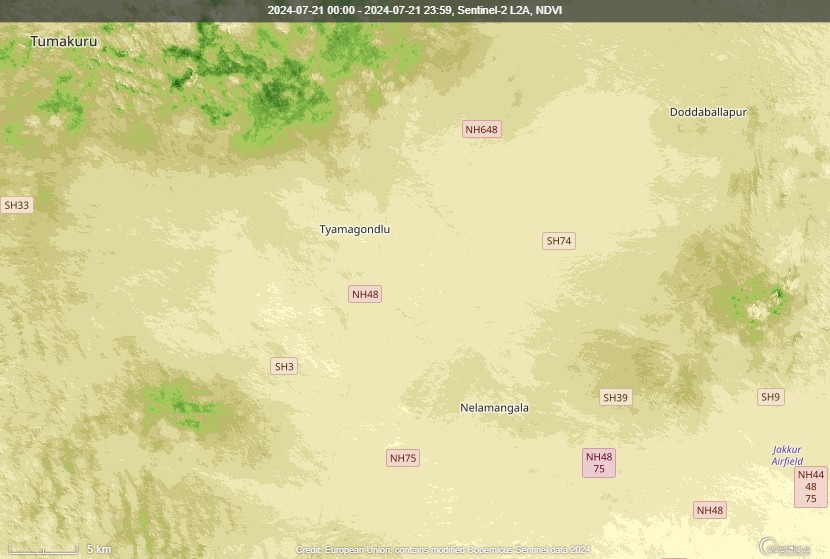 2024-07-21 00:00 - 2024-07-21 23:59, Sentinel-2 L2A, NDVI
Tumakuru
Doddaballapur
NH648
SH33
Tyamagondlu
SH74
NH48
SH3
SH39
SH9
Nelamangala
Jakkur
Airfield
NH75
NH48
75
NH44
48
75
NH48
5 km
Credit: European Union, contains modified Copernicus Sentinel data 2024
opernicus